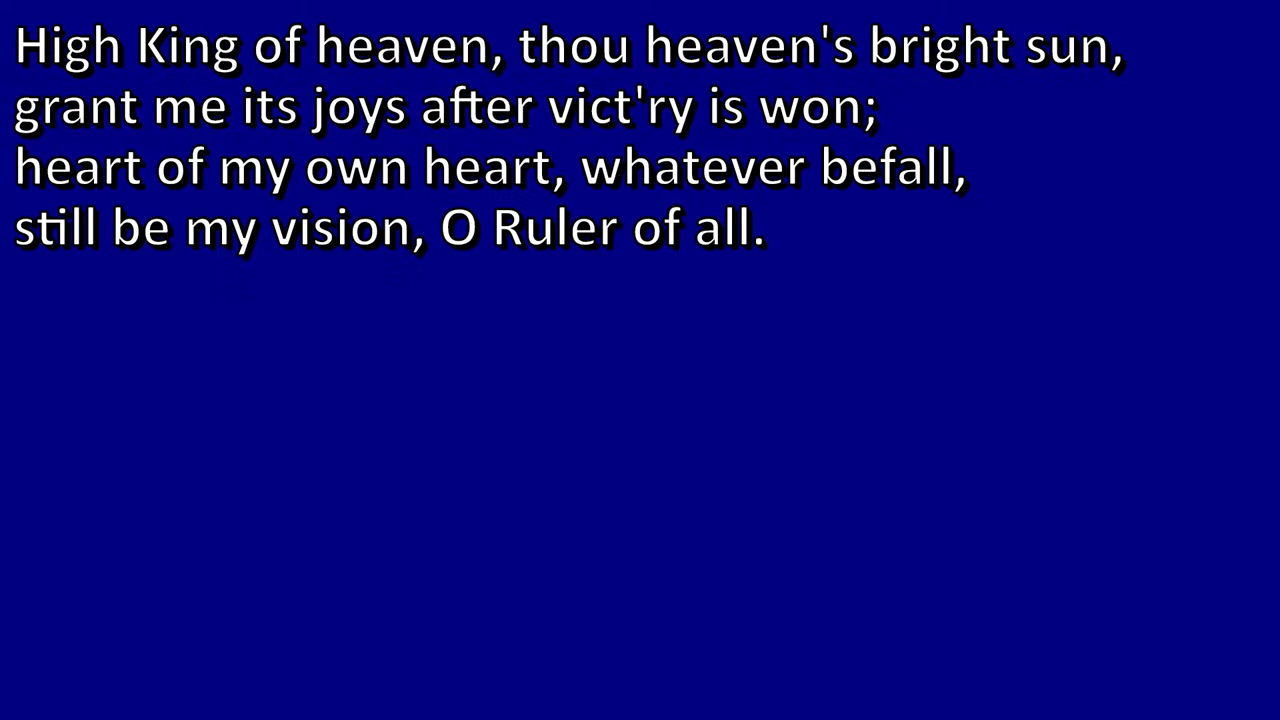 High King of heaven, thou heaven's bright sun,
grant me its joys after vict'ry is won;
heart of my own heart, whatever befall,
still be my vision, O Ruler of all.